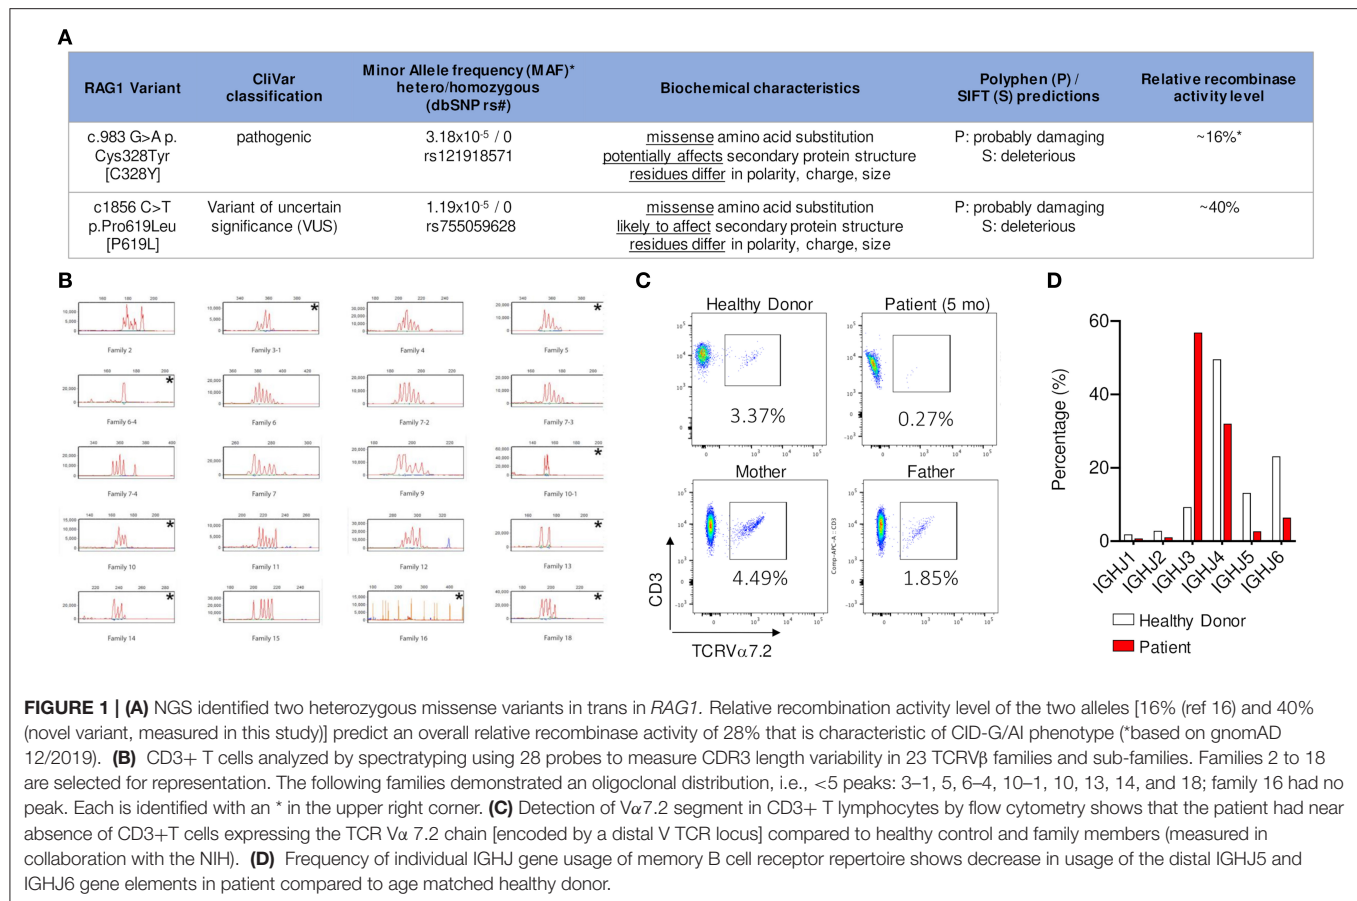 A
RAG1 Variant
CliVar
classification
Minor Allele frequency (MAF)*
hetero/homozygous
(dbSNP rs#)
Biochemical characteristics
Polyphen (P) /
SIFT (S) predictions
Relative recombinase
activity level
c.983 G>A p.
Cys328Tyr
[C328Y]
pathogenic
3.18x10-5 / 0
rs121918571
missense amino acid substitution
potentially affects secondary protein structure
residues differ in polarity, charge, size
P: probably damaging
S: deleterious
~16%*
c1856 C>T
p.Pro619Leu
[P619L]
Variant of uncertain
significance (VUS)
1.19x10-5 / 0
rs755059628
missense amino acid substitution
likely to affect secondary protein structure
residues differ in polarity, charge, size
P: probably damaging
S: deleterious
~40%
B
Family 2
*
Family 3-1
Family 4
*
Family 5
*
Family 6-4
Family 6
Family 7-2
Family 7-3
Family 7-4
Family 7
Family 9
*
Family 10-1
*
Family 10
Family 11
Family 12
*
Family 13
*
Family 14
Family 15
*
Family 16
*
Family 18
C
Healthy Donor
3.37%
Patient (5 mo)
0.27%
Mother
4.49%
Father
1.85%
Comp-APC-A :: CD3
CD3
TCRVα7.2
D
Percentage (%)
60
40
20
0
IGHJ1
IGHJ2
IGHJ3
IGHJ4
IGHJ5
IGHJ6
Healthy Donor
Patient
FIGURE 1 | (A) NGS identified two heterozygous missense variants in trans in RAG1. Relative recombination activity level of the two alleles [16% (ref 16) and 40%
(novel variant, measured in this study)] predict an overall relative recombinase activity of 28% that is characteristic of CID-G/AI phenotype (*based on gnomAD
12/2019). (B) CD3+ T cells analyzed by spectratyping using 28 probes to measure CDR3 length variability in 23 TCRVβ families and sub-families. Families 2 to 18
are selected for representation. The following families demonstrated an oligoclonal distribution, i.e., <5 peaks: 3–1, 5, 6–4, 10–1, 10, 13, 14, and 18; family 16 had no
peak. Each is identified with an * in the upper right corner. (C) Detection of Vα7.2 segment in CD3+ T lymphocytes by flow cytometry shows that the patient had near
absence of CD3+T cells expressing the TCR Vα 7.2 chain [encoded by a distal V TCR locus] compared to healthy control and family members (measured in
collaboration with the NIH). (D) Frequency of individual IGHJ gene usage of memory B cell receptor repertoire shows decrease in usage of the distal IGHJ5 and
IGHJ6 gene elements in patient compared to age matched healthy donor.